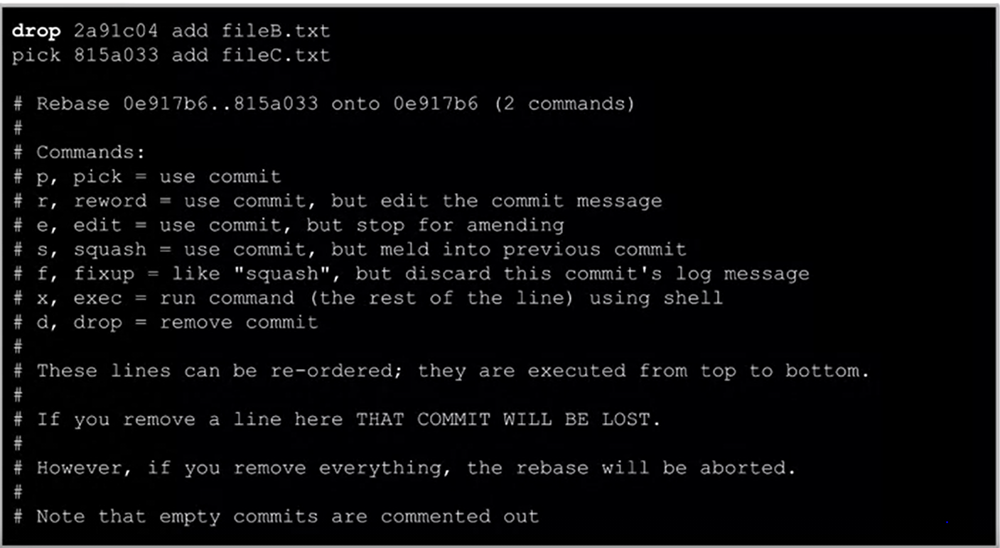 drop 2a91c04 add fileB.txt
pick 815a033 add fileC.txt
# Rebase 0e917b6..815a033 onto 0e917b6 (2 commands)
#
# Commands:
# p, pick = use commit
# r, reword = use commit, but edit the commit message
# e, edit = use commit, but stop for amending
# s, squash = use commit, but meld into previous commit
# f, fixup = like "squash", but discard this commit's log message
# x, exec = run command (the rest of the line) using shell
# d, drop = remove commit
#
# These lines can be re-ordered; they are executed from top to bottom.
#
# If you remove a line here THAT COMMIT WILL BE LOST.
#
# However, if you remove everything, the rebase will be aborted.
#
# Note that empty commits are commented out